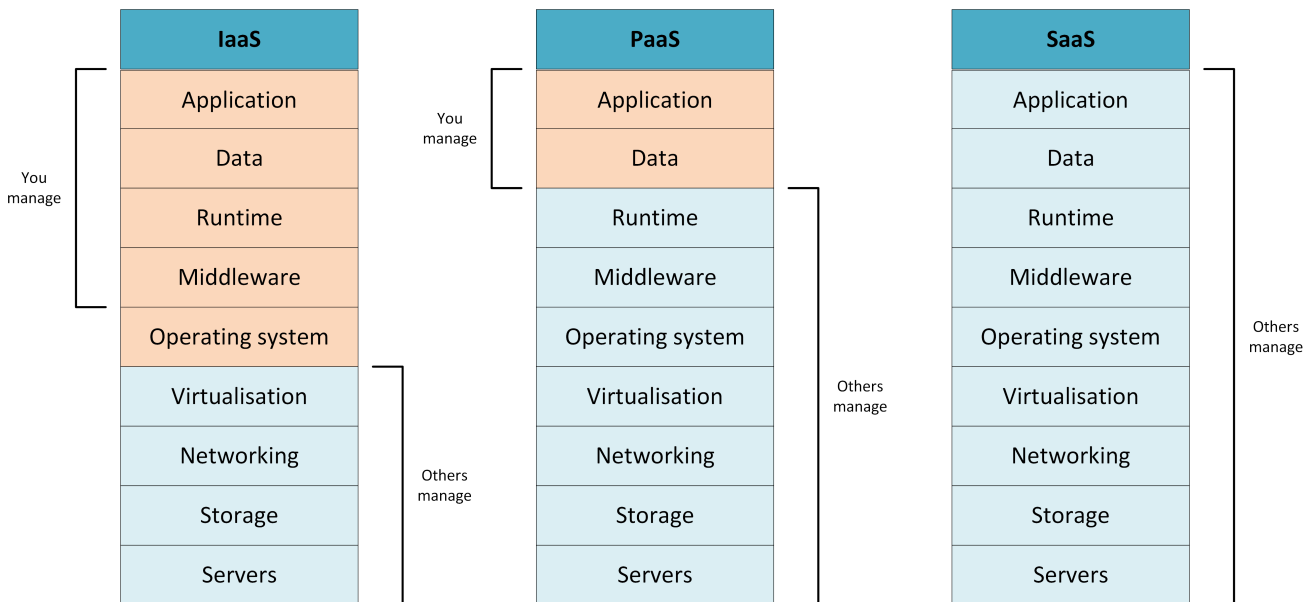 IaaS
You
manage
Application
Data
Runtime
Middleware
Operating system
Virtualisation
Networking
Storage
Servers
Others
manage
PaaS
You
manage
Application
Data
Runtime
Middleware
Operating system
Virtualisation
Networking
Storage
Servers
Others
manage
SaaS
Application
Data
Runtime
Middleware
Operating system
Virtualisation
Networking
Storage
Servers
Others
manage